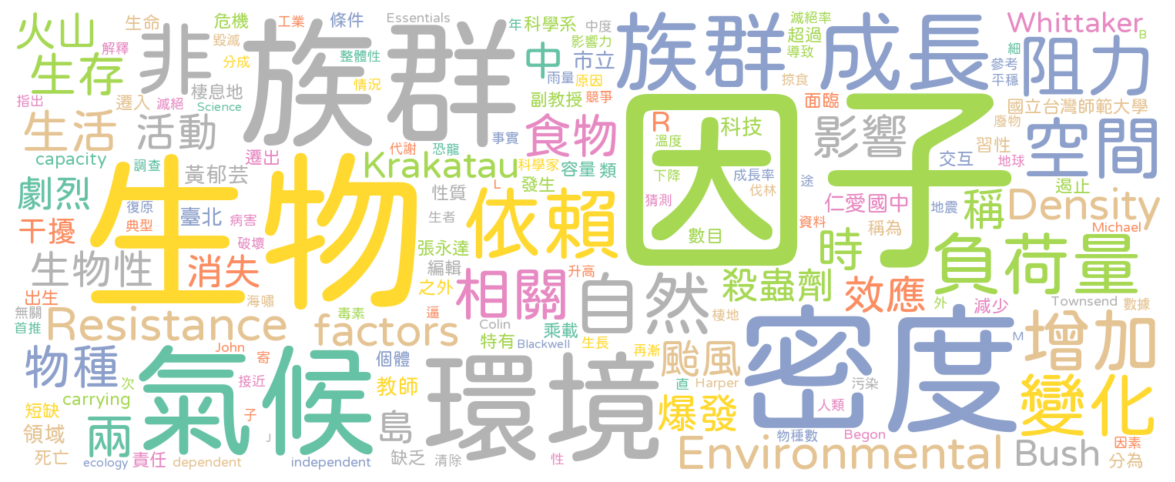 火山
生命
危機
工業
條件
Essentials
年
科學系
中度
滅絕率
超過
Whittaker
B
解釋
毀滅
非
族群
整體性
中
影響力
市立
族群
導致
成長
細
參考
阻力
生存
分成
情況
雨量
原因
掠食
平穩
指出
遷入
滅絕
棲息地
Science
副教授
競爭
面臨
國立台灣師範大學
生活
活動
事實
食物
R
科技
影響
廢物
空間
capacity
調查
遷出
代謝
恐龍
Krakatau
科學家
容量
類
溫度
因子
交互
習性
地球
劇烈
黃郁芸
性質
發生
下降
成長率
伐林
途
遏止
L
猜測
仁愛國中
稱
Density
復原
臺北
病害
生者
依賴
數目
資料
稱為
地震
典型
干擾
生物
破壞
張永達
時
負荷量
Michael
生物性
消失
編輯
相關
升高
自然
殺蟲劑
效應
外
減少
Townsend
數據
出生
海嘯
毒素
之外
逼
棲地
無關
首推
Resistance
factors
Colin
特有
乘載
Blackwell
生長
再漸
密度
M
增加
物種
John
寄
個體
颱風
直
Harper
污染
次
氣候
接近
教師
環境
人類
變化
短缺
carrying
子
爆發
領域
兩
島
物種數
Begon
因素
死亡
ecology
責任
dependent
J
independent
缺乏
清除
性
Environmental
Bush
分為